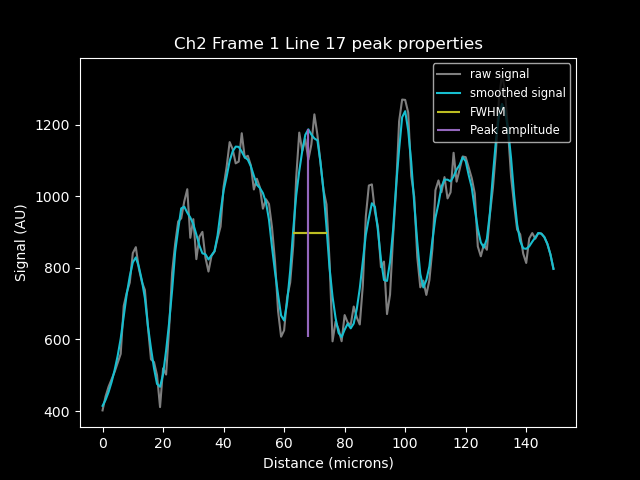 Ch2 Frame 1 Line 17 peak properties
raw signal
smoothed signal
FWHM
Peak amplitude
Signal (AU)
1200
1000
800
600
400
0 20 40 60 80 100 120 140
Distance (microns)